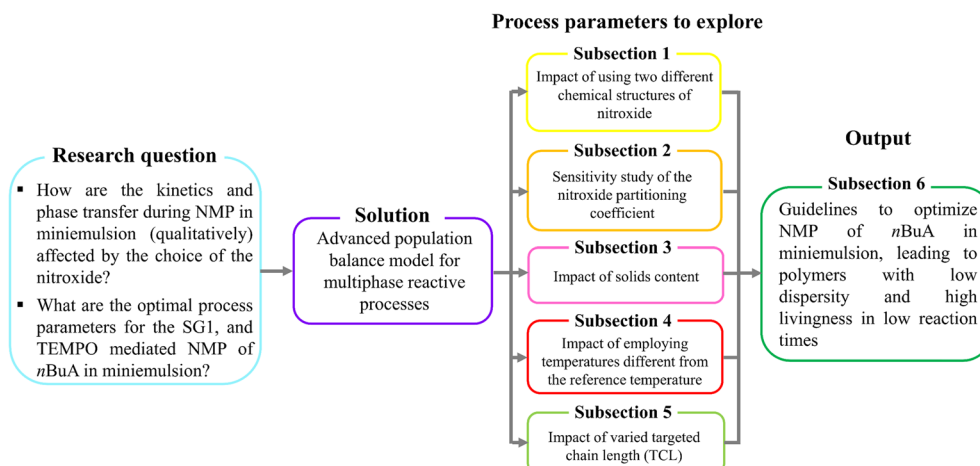 Process parameters to explore
Research question
▪ How are the kinetics and
phase transfer during NMP in
miniemulsion (qualitatively)
affected by the choice of the
nitroxide?
▪ What are the optimal process
parameters for the SG1, and
TEMPO mediated NMP of
nBuA in miniemulsion?
Solution
Advanced population
balance model for
multiphase reactive
processes
Subsection 1
Impact of using two different
chemical structures of
nitroxide
Subsection 2
Sensitivity study of the
nitroxide partitioning
coefficient
Subsection 3
Impact of solids content
Subsection 4
Impact of employing
temperatures different from
the reference temperature
Subsection 5
Impact of varied targeted
chain length (TCL)
Output
Subsection 6
Guidelines to optimize
NMP of nBuA in
miniemulsion, leading to
polymers with low
dispersity and high
livingness in low reaction
times